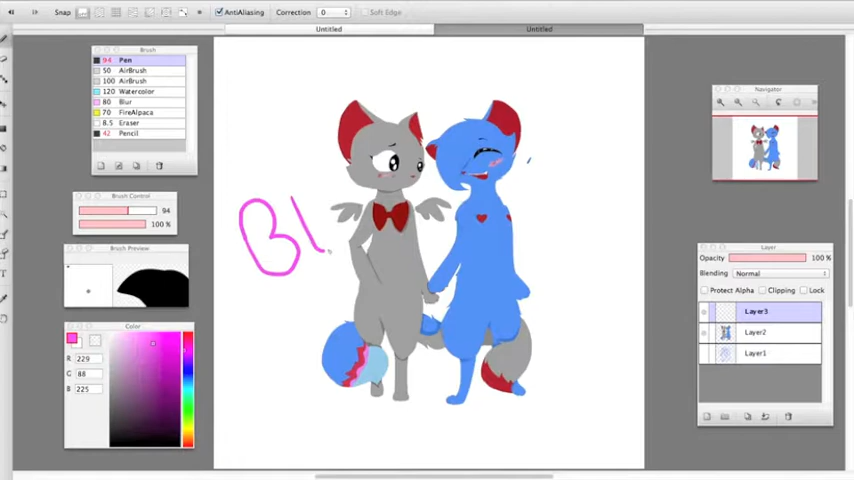 Snap
AntiAliasing
Correction 0
Soft Edge
Untitled
Untitled
Brush
94 Pen
50 AirBrush
100 AirBrush
120 Watercolor
80 Blur
70 FireAlpaca
8.5 Eraser
42 Pencil
Brush Control
94
100 %
Brush Preview
Color
R 229
G 88
B 225
Bl
Navigator
Layer
Opacity 100 %
Blending Normal
Protect Alpha Clipping Lock
Layer3
Layer2
Layer1